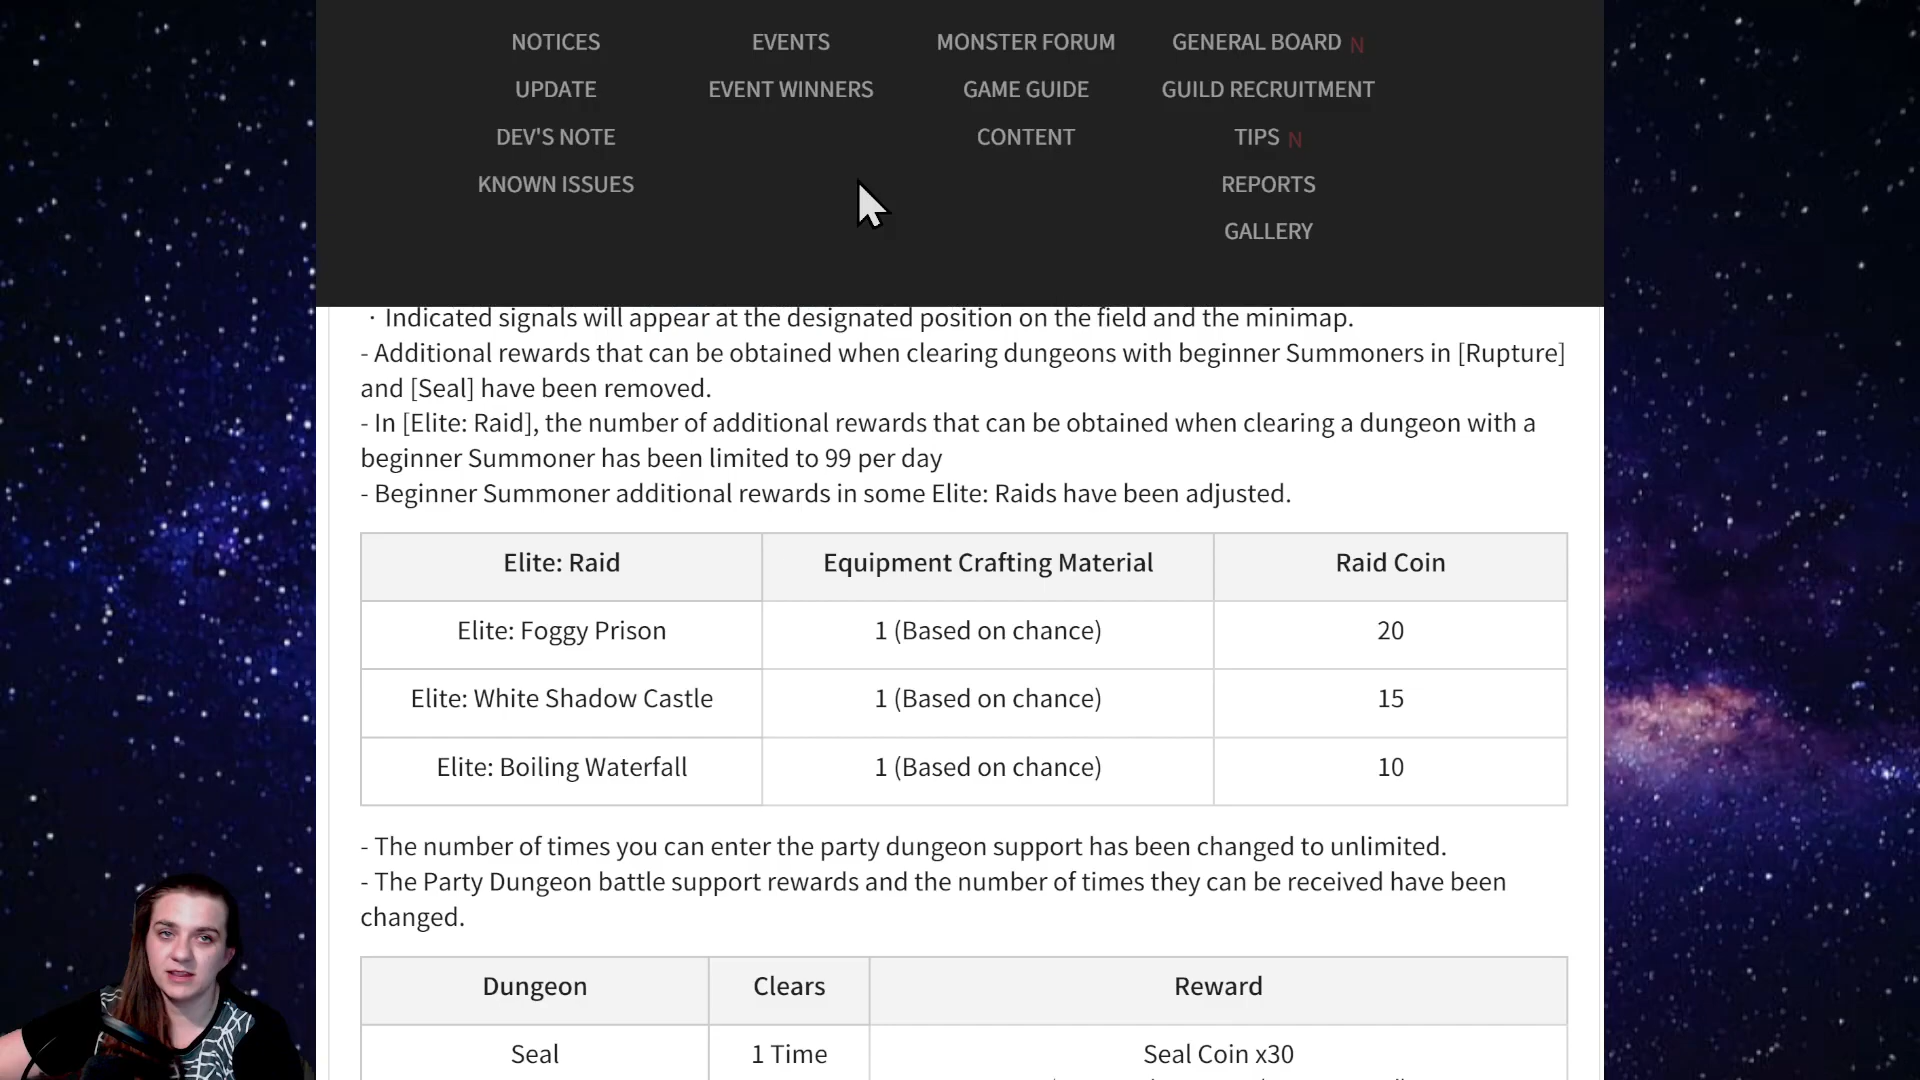 NOTICES EVENTS MONSTER FORUM GENERAL BOARD N
UPDATE EVENT WINNERS GAME GUIDE GUILD RECRUITMENT
DEV'S NOTE CONTENT TIPS N
KNOWN ISSUES REPORTS
GALLERY
· Indicated signals will appear at the designated position on the field and the minimap.
- Additional rewards that can be obtained when clearing dungeons with beginner Summoners in [Rupture]
and [Seal] have been removed.
- In [Elite: Raid], the number of additional rewards that can be obtained when clearing a dungeon with a
beginner Summoner has been limited to 99 per day
- Beginner Summoner additional rewards in some Elite: Raids have been adjusted.
Elite: Raid Equipment Crafting Material Raid Coin
Elite: Foggy Prison 1 (Based on chance) 20
Elite: White Shadow Castle 1 (Based on chance) 15
Elite: Boiling Waterfall 1 (Based on chance) 10
- The number of times you can enter the party dungeon support has been changed to unlimited.
- The Party Dungeon battle support rewards and the number of times they can be received have been
changed.
Dungeon Clears Reward
Seal 1 Time Seal Coin x30